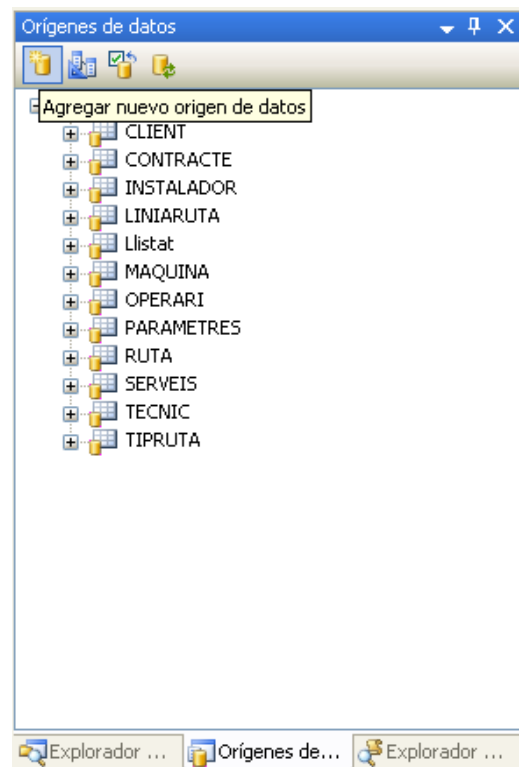 Orígenes de datos
Agregar nuevo origen de datos
CLIENT
CONTRACTE
INSTALADOR
LINIARUTA
Llistat
MAQUINA
OPERARI
PARAMETRES
RUTA
SERVEIS
TECNIC
TIPRUTA
Explorador ... Orígenes de... Explorador ...